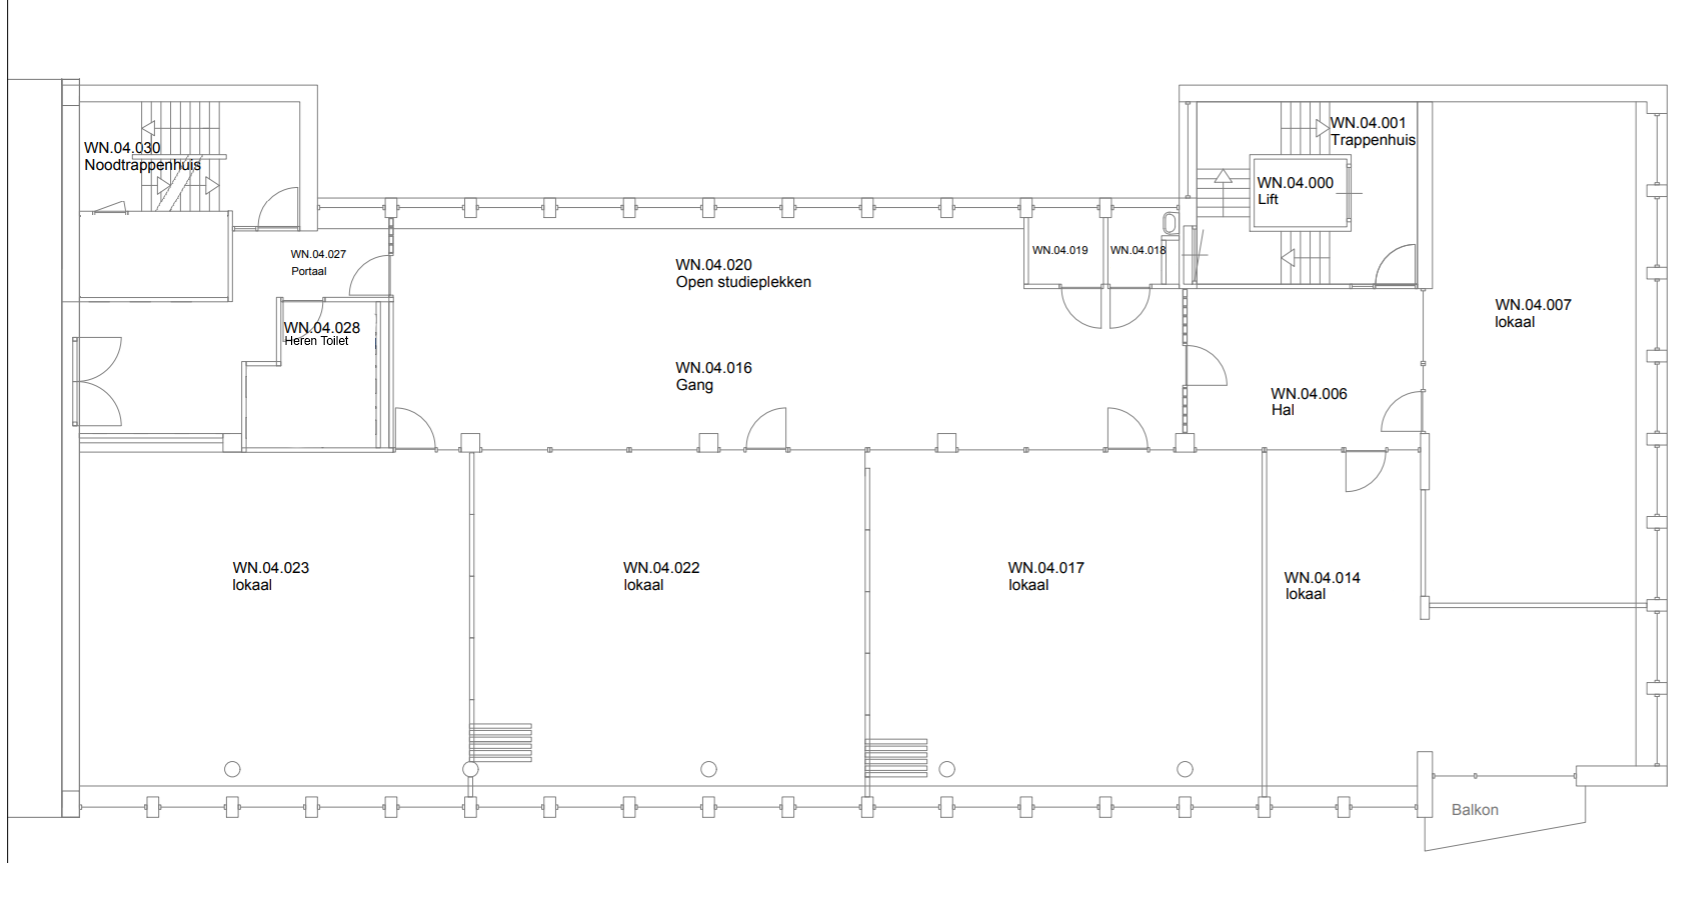 WN.04.030
Noodtrappenhuis
WN.04.001
Trappenhuis
WN.04.000
Lift
WN.04.027
Portaal
WN.04.020
Open studieplekken
WN.04.019
WN.04.018
WN.04.007
lokaal
WN.04.028
Heren Toilet
WN.04.016
Gang
WN.04.006
Hal
WN.04.023
lokaal
WN.04.022
lokaal
WN.04.017
lokaal
WN.04.014
lokaal
Balkon